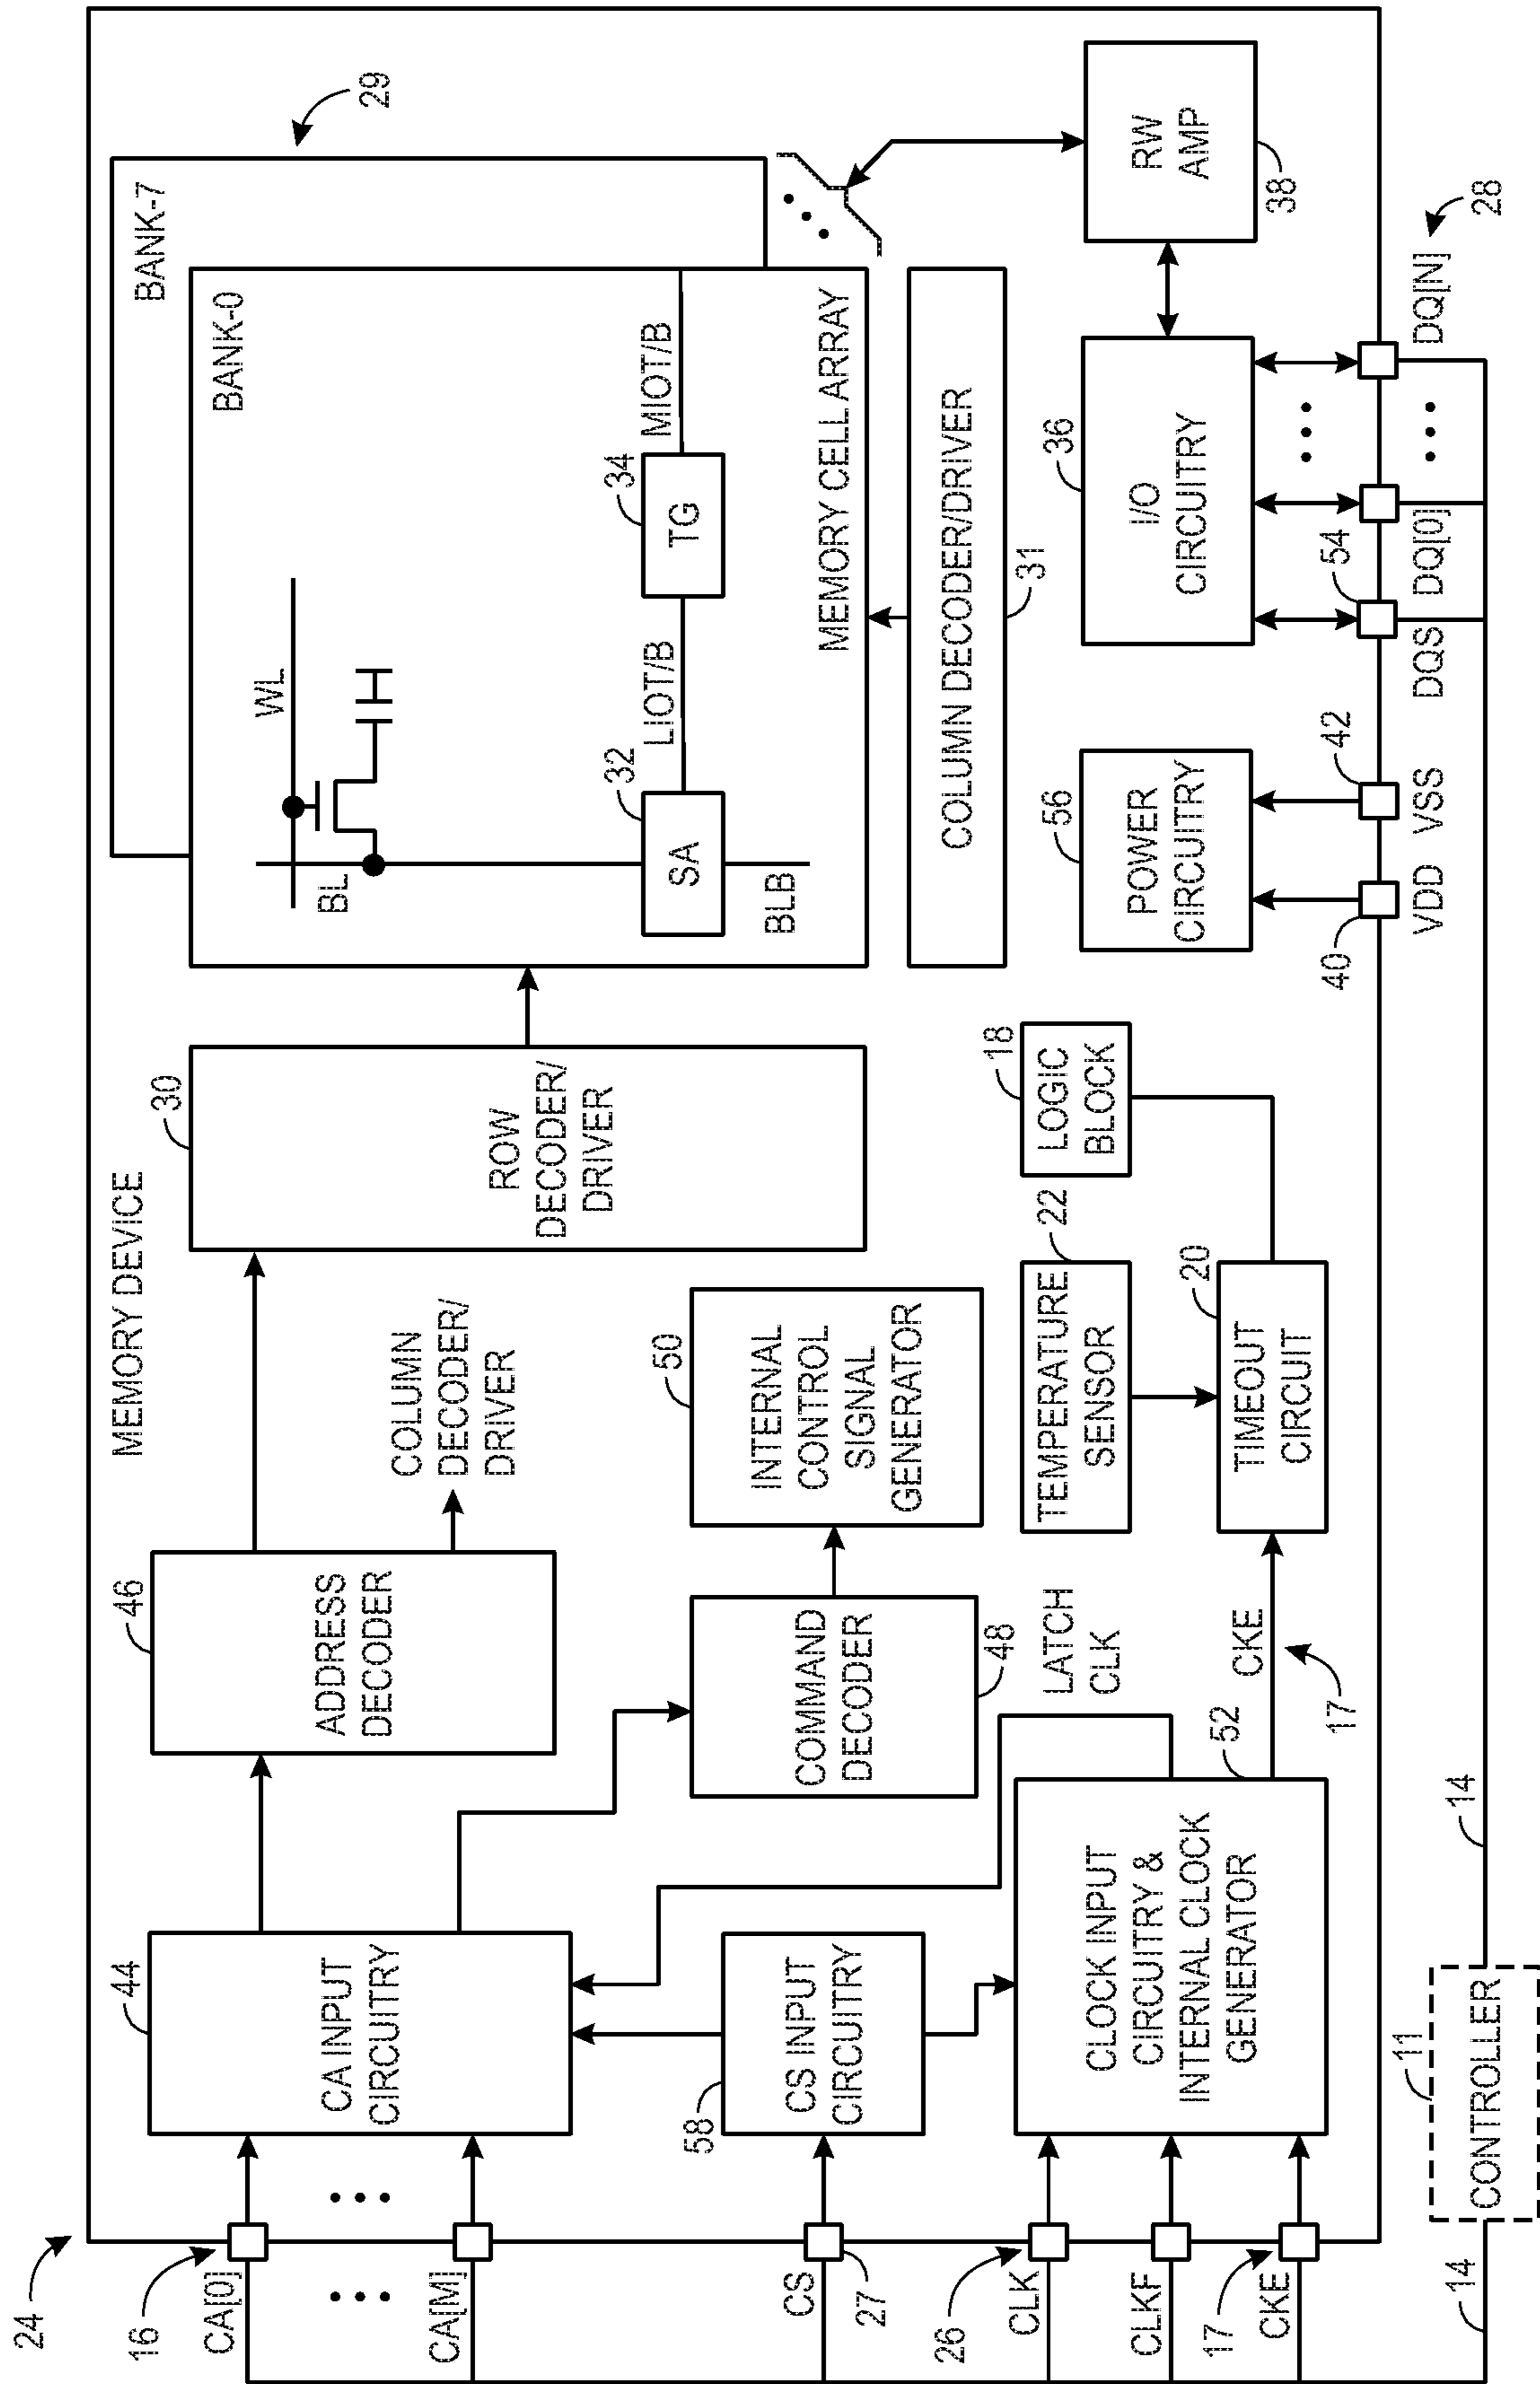 24
MEMORY DEVICE
16
CA[0]
CA[M]
CS
27
26
CLK
CLKF
17
CKE
14
11
CONTROLLER
14
44
CA INPUT
CIRCUITRY
58
CS INPUT
CIRCUITRY
CLOCK INPUT
CIRCUITRY &
INTERNAL CLOCK
GENERATOR
52
46
ADDRESS
DECODER
COLUMN
DECODER/
DRIVER
COMMAND
DECODER
48
LATCH
CLK
CKE
17
50
INTERNAL
CONTROL
SIGNAL
GENERATOR
TEMPERATURE
SENSOR
22
TIMEOUT
CIRCUIT
20
LOGIC
BLOCK
18
30
ROW
DECODER/
DRIVER
BANK-7
29
BANK-0
WL
BL
SA
32
BLB
LIOT/B
TG
34
MIOT/B
MEMORY CELL ARRAY
COLUMN DECODER/DRIVER
31
POWER
CIRCUITRY
56
40
VDD
42
VSS
I/O
CIRCUITRY
36
54
DQS
DQ[0]
DQ[N]
28
RW
AMP
38